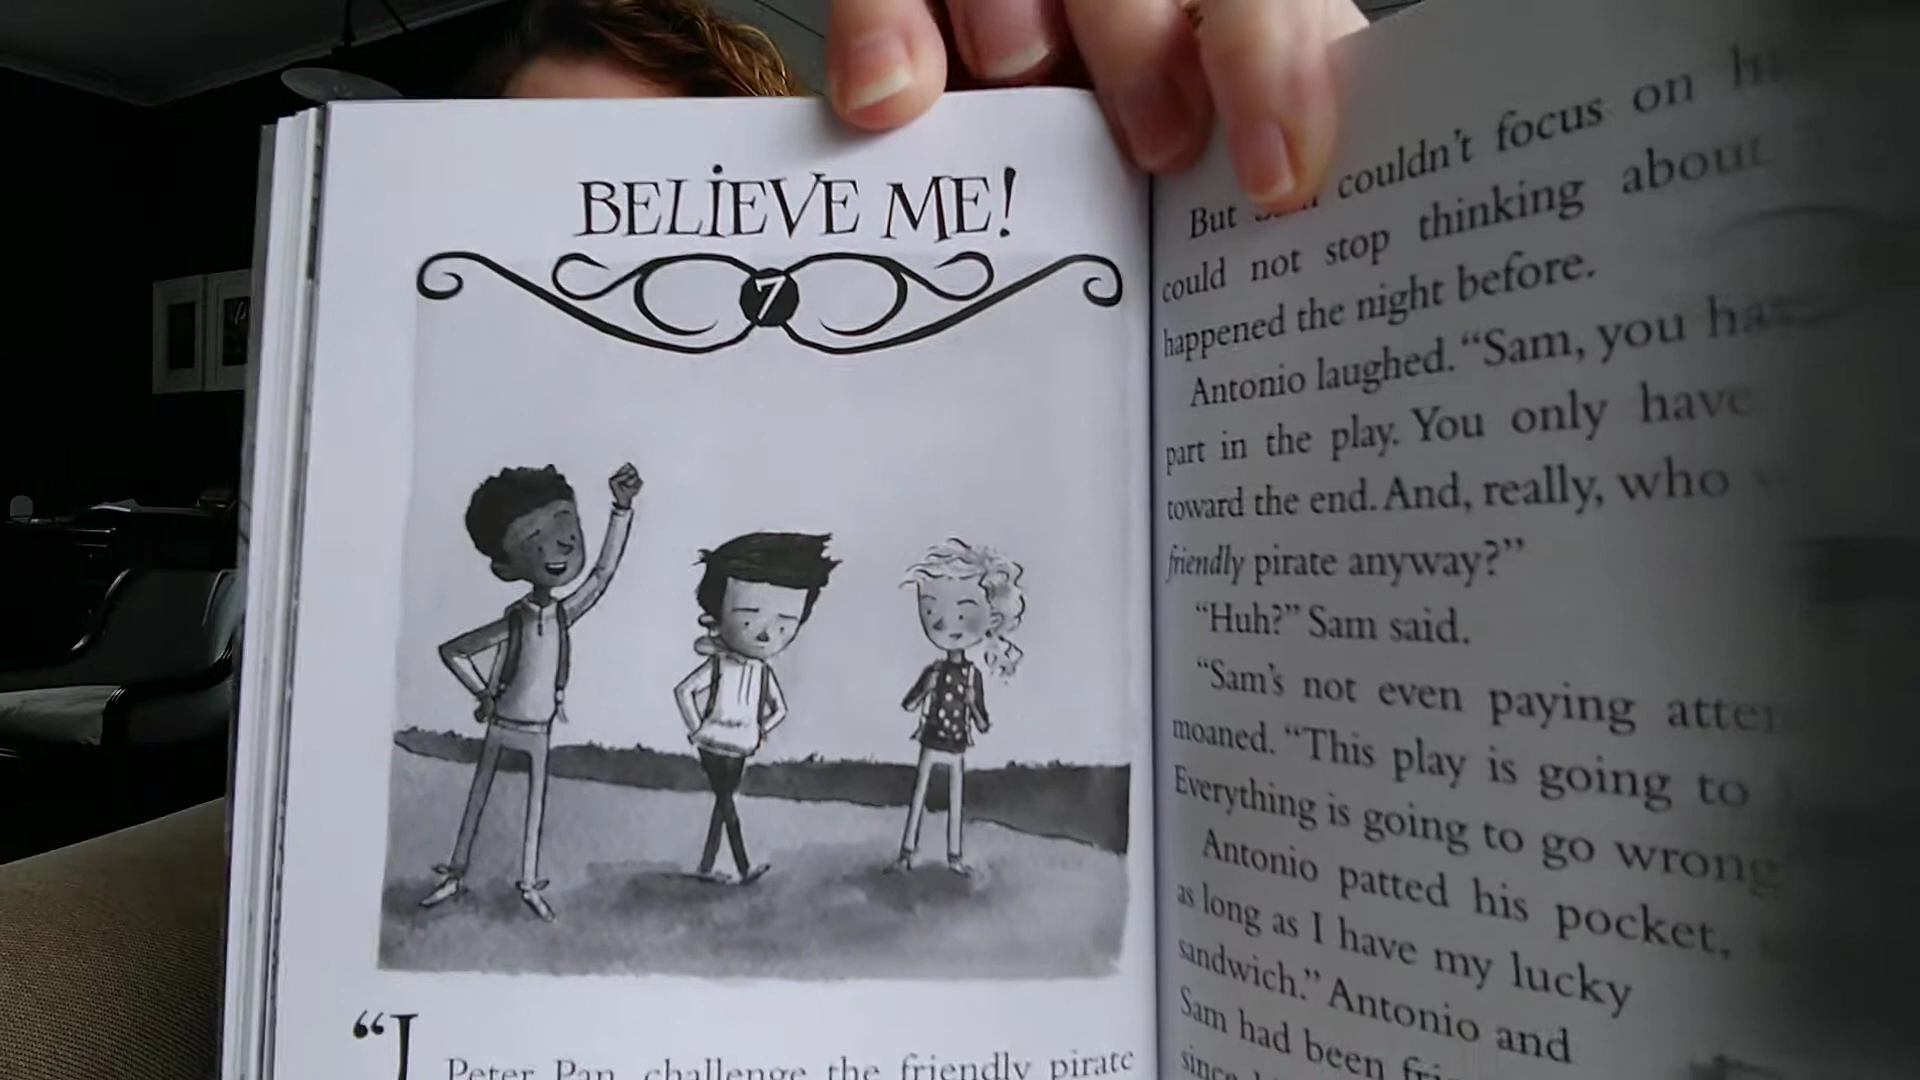 BELIEVE ME!
7
“I
Peter Pan, challenge the friendly pirate
But couldn't focus on
could not stop thinking about
happened the night before.
Antonio laughed. “Sam, you
part in the play. You only have
toward the end. And, really, who
friendly pirate anyway?”
“Huh?” Sam said.
“Sam's not even paying
moaned. “This play is going to
Everything is going to go wrong
Antonio patted his pocket,
as long as I have my lucky
sandwich.” Antonio and
Sam had been
since